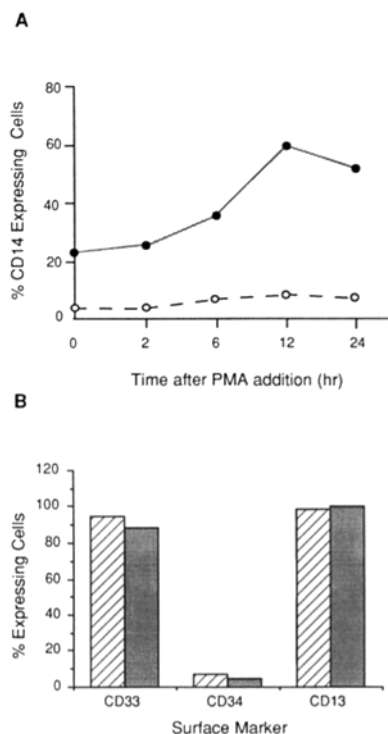 A
80
60
40
20
0
% CD14 Expressing Cells
0 2 6 12 24
Time after PMA addition (hr)
B
120
100
80
60
40
20
0
% Expressing Cells
CD33 CD34 CD13
Surface Marker